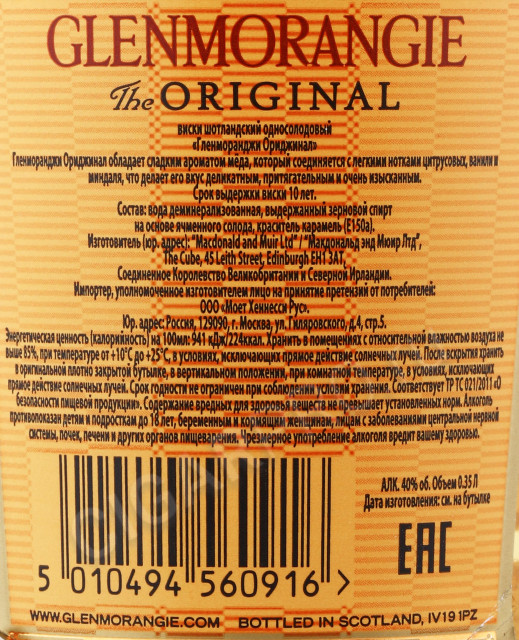 GLENMORANGIE
The ORIGINAL
виски шотландский односолодовый
«Гленморанджи Ориджинал»
Гленморанджи Ориджинал обладает сладким ароматом мёда, который соединяется с легкими нотками цитрусовых, ванили и
миндаля, что делает его вкус деликатным, притягательным и очень изысканным.
Срок выдержки виски 10 лет.
Состав: вода деминерализованная, выдержанный зерновой спирт
на основе ячменного солода, краситель карамель (Е150а).
Изготовитель (юр. адрес): "Macdonald and Muir Ltd" / "Макдональд энд Мюир Лтд",
The Cube, 45 Leith Street, Edinburgh EH1 3AT,
Соединенное Королевство Великобритании и Северной Ирландии.
Импортер, уполномоченное изготовителем лицо на принятие претензий от потребителей:
ООО «Моет Хеннесси Рус».
Юр. адрес: Россия, 129090, г. Москва, ул. Гиляровского, д.4, стр.5.
Энергетическая ценность (калорийность) на 100мл: 941 кДж/224ккал. Хранить в помещениях с относительной влажностью воздуха не
выше 85%, при температуре от +10°С до +25°С, в условиях, исключающих прямое действие солнечных лучей. После вскрытия хранить
в оригинальной плотно закрытой бутылке, в вертикальном положении, при комнатной температуре, в условиях, исключающих
прямое действие солнечных лучей. Срок годности не ограничен при соблюдении условий хранения. Соответствует ТР ТС 021/2011 «О
безопасности пищевой продукции». Содержание вредных для здоровья веществ не превышает установленных норм. Алкоголь
противопоказан детям и подросткам до 18 лет, беременным и кормящим женщинам, лицам с заболеваниями центральной нервной
системы, почек, печени и других органов пищеварения. Чрезмерное употребление алкоголя вредит вашему здоровью.
АЛК. 40% об. Объем 0.35 Л
Дата изготовления: см. на бутылке
EAC
5 010494 560916 >
WWW.GLENMORANGIE.COM BOTTLED IN SCOTLAND, IV19 1PZ